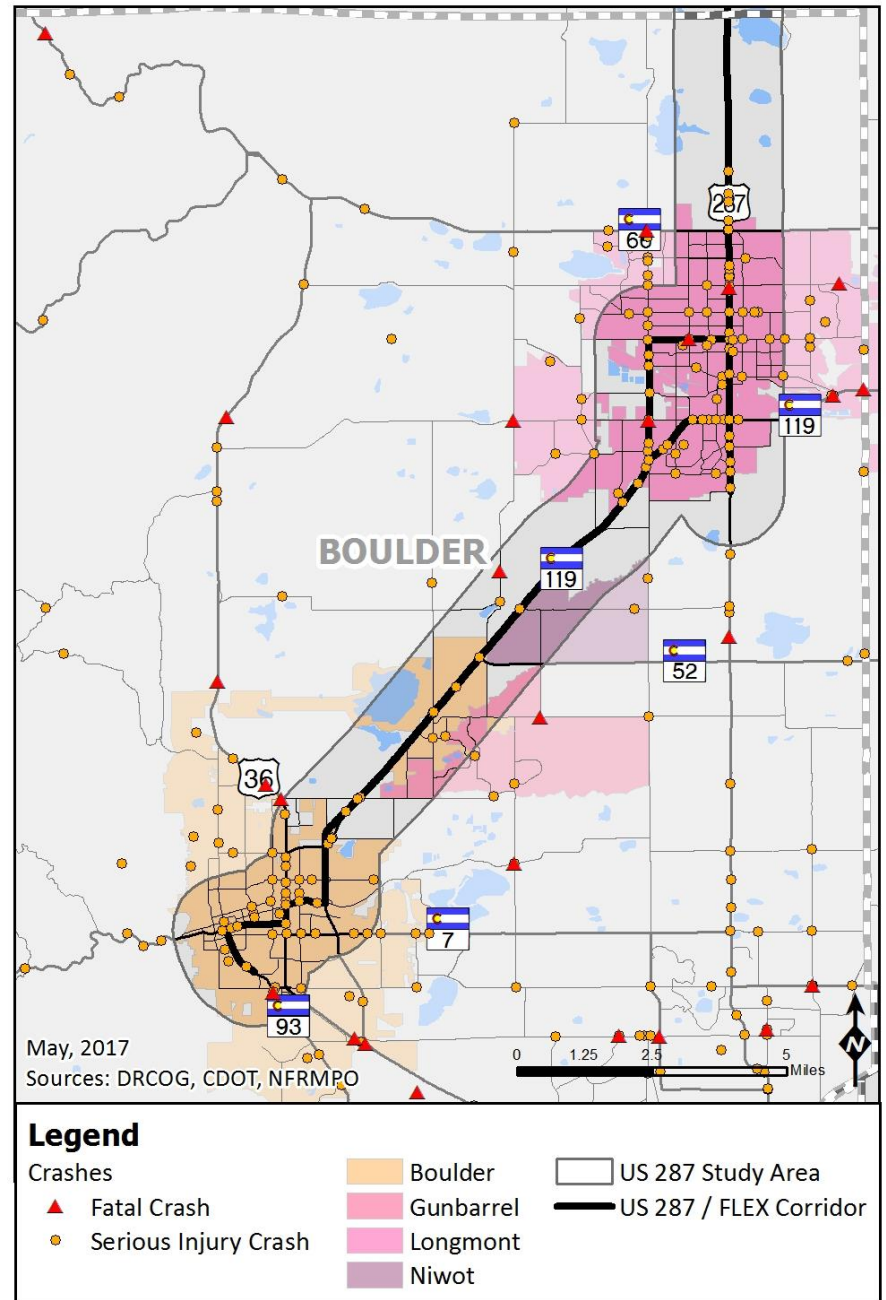 287
66
119
BOULDER
119
52
36
7
93
May, 2017
Sources: DRCOG, CDOT, NFRMPO
0 1.25 2.5 5
Miles
N
Legend
Crashes
Fatal Crash
Serious Injury Crash
Boulder
Gunbarrel
Longmont
Niwot
US 287 Study Area
US 287 / FLEX Corridor